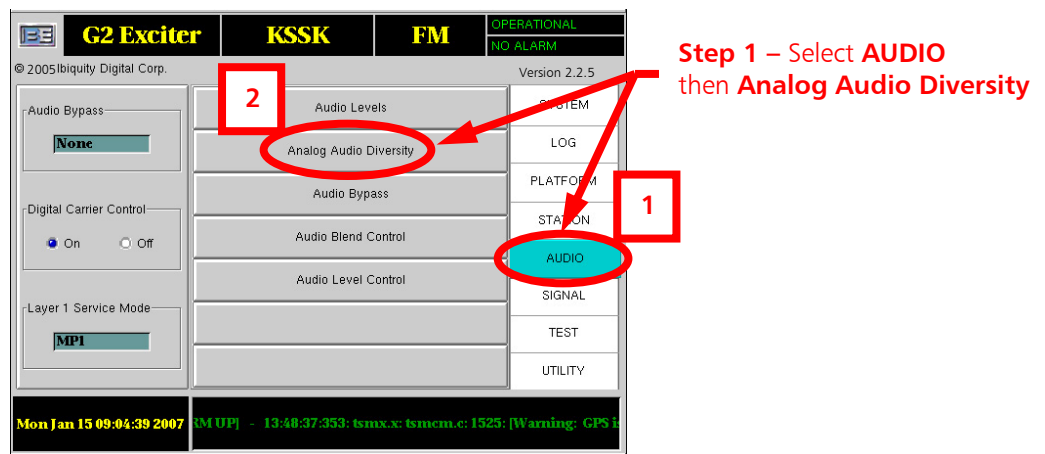 BE G2 Exciter KSSK FM OPERATIONAL
NO ALARM
© 2005 Ibiquity Digital Corp. Version 2.2.5
Step 1 – Select AUDIO
then Analog Audio Diversity
Audio Bypass
None
Digital Carrier Control
On Off
Layer 1 Service Mode
MP1
2
Audio Levels
Analog Audio Diversity
Audio Bypass
Audio Blend Control
Audio Level Control
SYSTEM
LOG
PLATFORM
STATION
1
AUDIO
SIGNAL
TEST
UTILITY
Mon Jan 15 09:04:39 2007 RM UP] - 13:48:37:353: tsmx.x: tsmcm.c: 1525: [Warning: GPS i